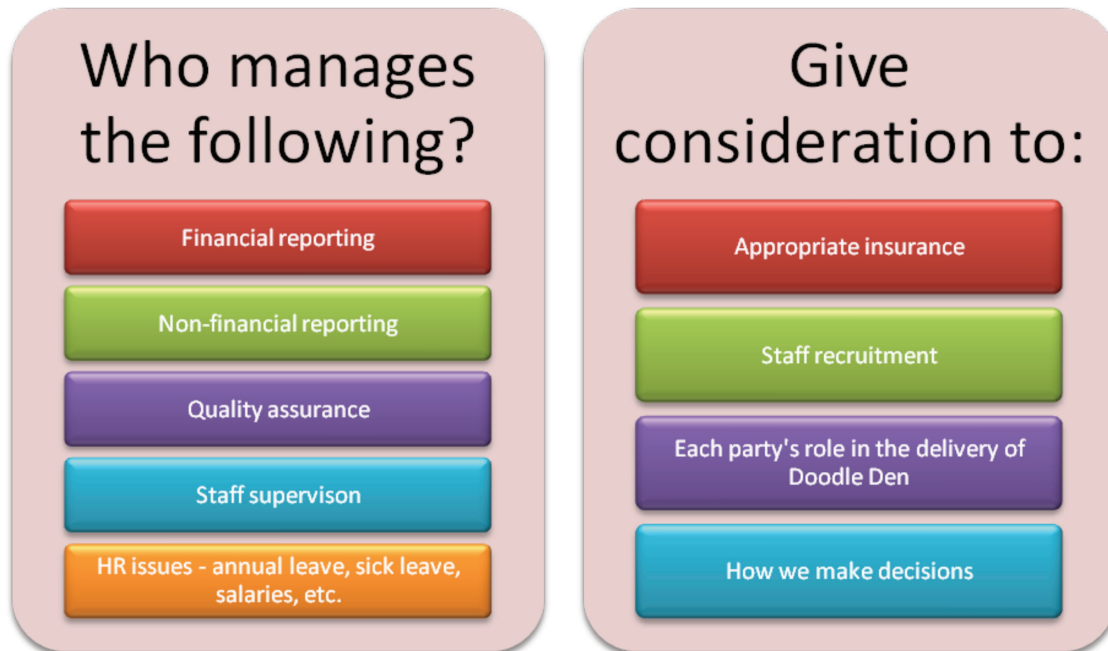 Who manages
the following?
Financial reporting
Non-financial reporting
Quality assurance
Staff supervison
HR issues - annual leave, sick leave,
salaries, etc.
Give
consideration to:
Appropriate insurance
Staff recruitment
Each party's role in the delivery of
Doodle Den
How we make decisions